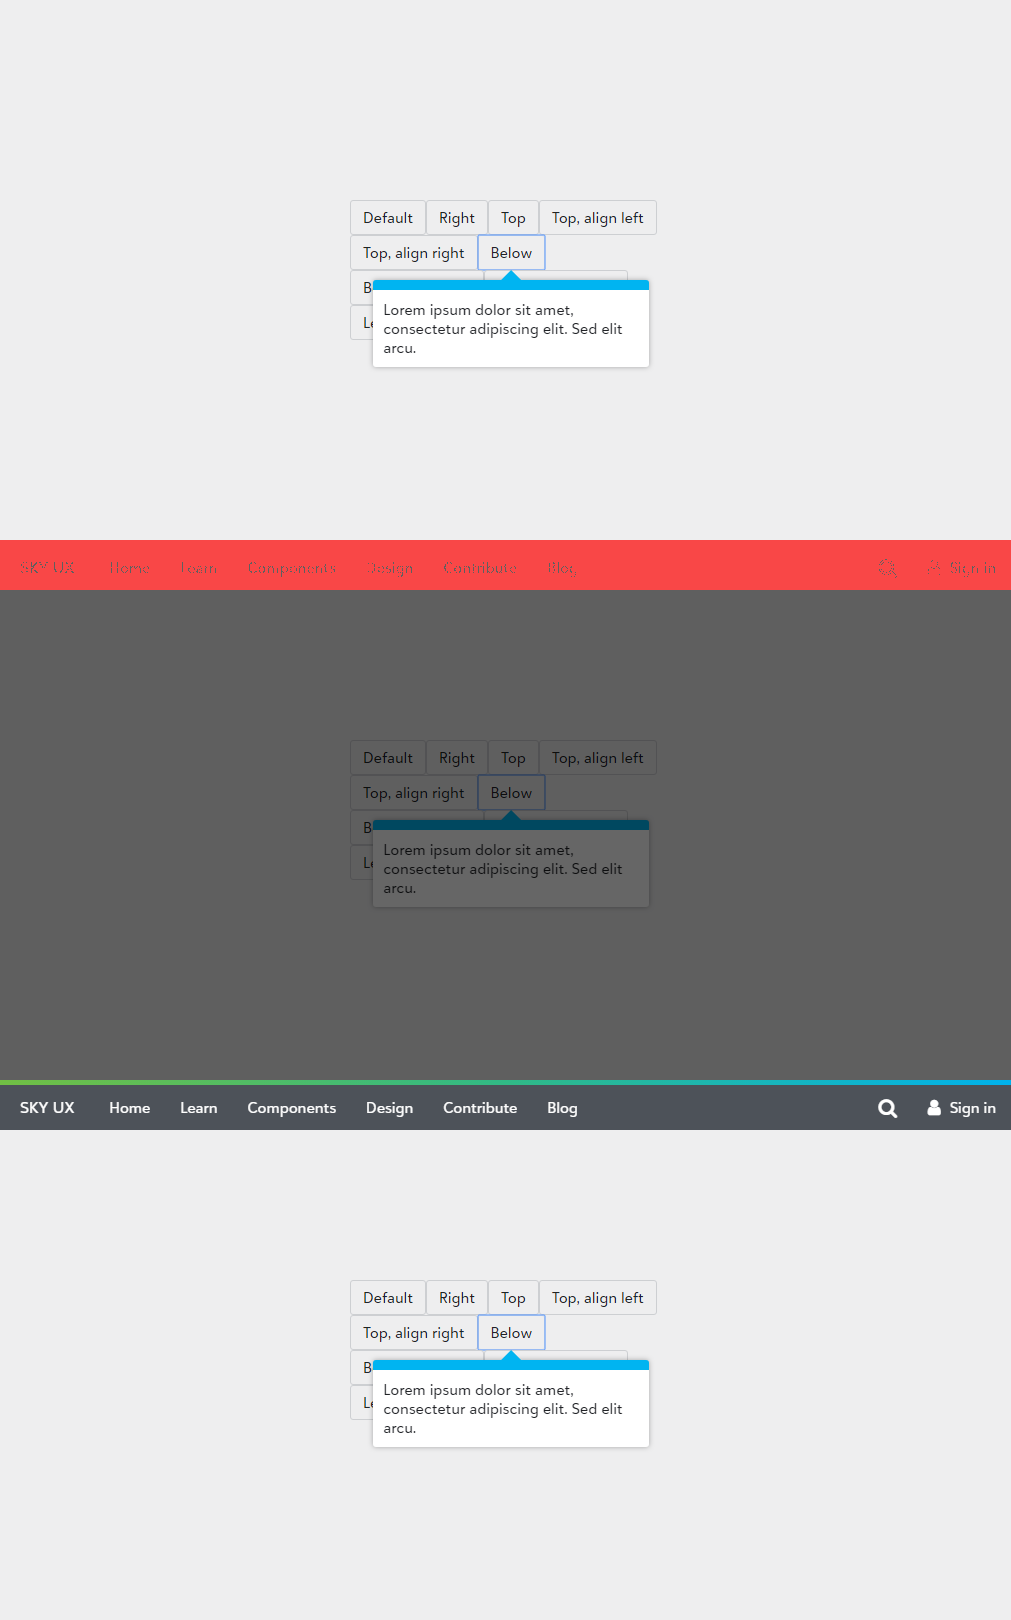 Default Right Top Top, align left
Top, align right Below
B
Lorem ipsum dolor sit amet,
Le consectetur adipiscing elit. Sed elit
arcu.
SKY UX Home Learn Components Design Contribute Blog Sign in
Default Right Top Top, align left
Top, align right Below
B
Lorem ipsum dolor sit amet,
Le consectetur adipiscing elit. Sed elit
arcu.
SKY UX Home Learn Components Design Contribute Blog Sign in
Default Right Top Top, align left
Top, align right Below
B
Lorem ipsum dolor sit amet,
Le consectetur adipiscing elit. Sed elit
arcu.